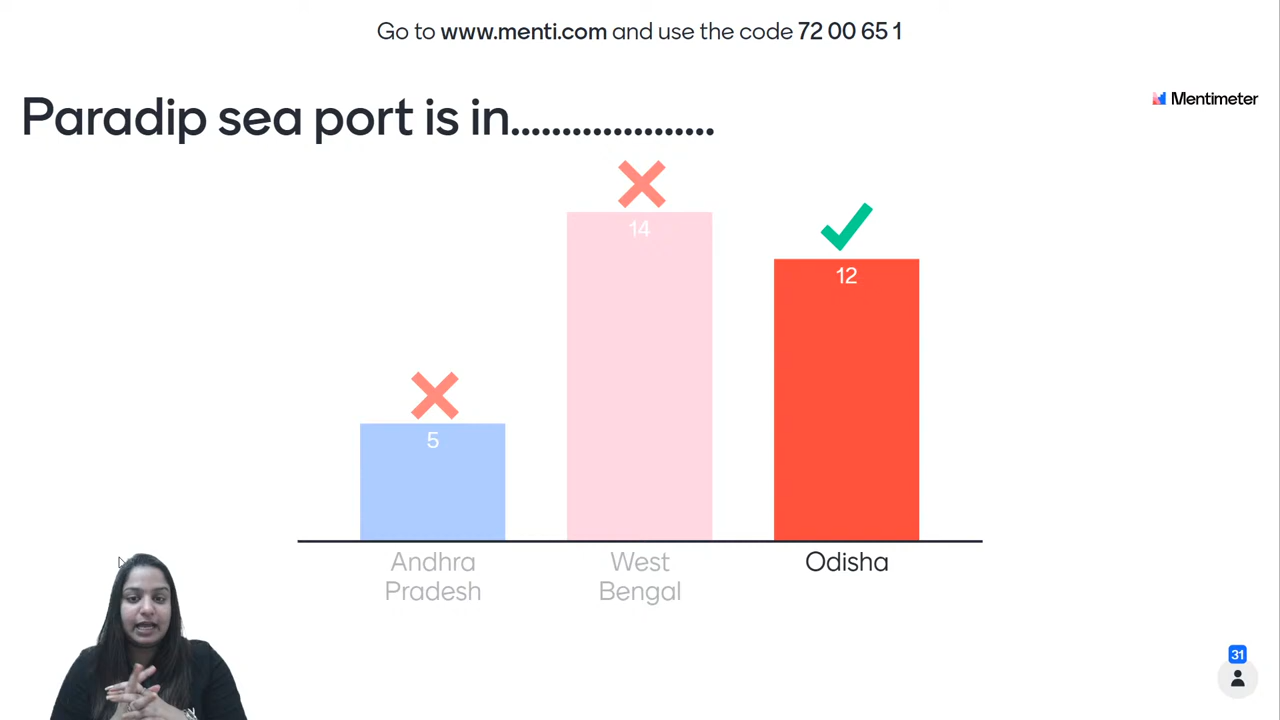 Go to www.menti.com and use the code 72 00 65 1
Mentimeter
Paradip sea port is in....................
14
12
5
Andhra
Pradesh
West
Bengal
Odisha
31